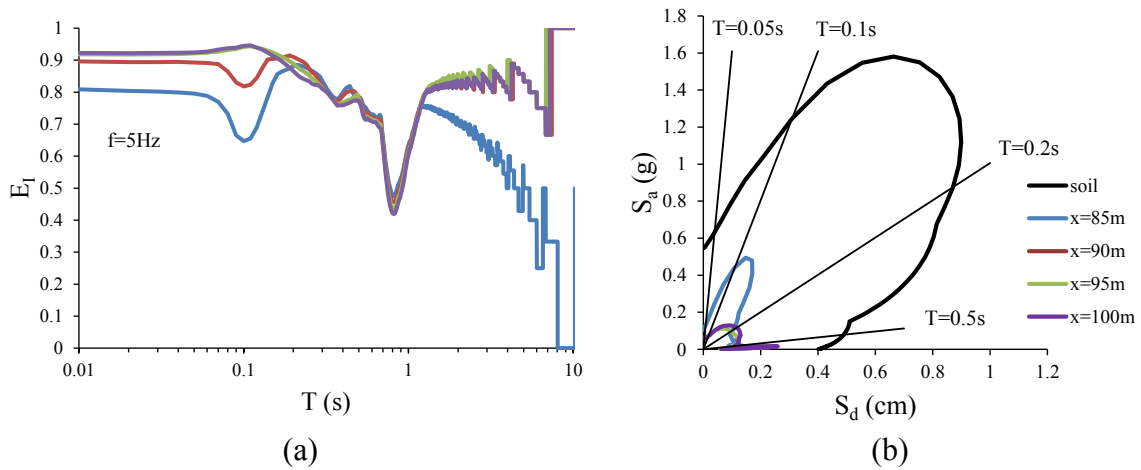 1
0.9
0.8
0.7
0.6
0.5
0.4
0.3
0.2
0.1
0
E_I
f=5Hz
0.01 0.1 1 10
T (s)
(a)
1.8
1.6
1.4
1.2
1
0.8
0.6
0.4
0.2
0
S_a (g)
T=0.05s
T=0.1s
T=0.2s
T=0.5s
0 0.2 0.4 0.6 0.8 1 1.2
S_d (cm)
soil
x=85m
x=90m
x=95m
x=100m
(b)